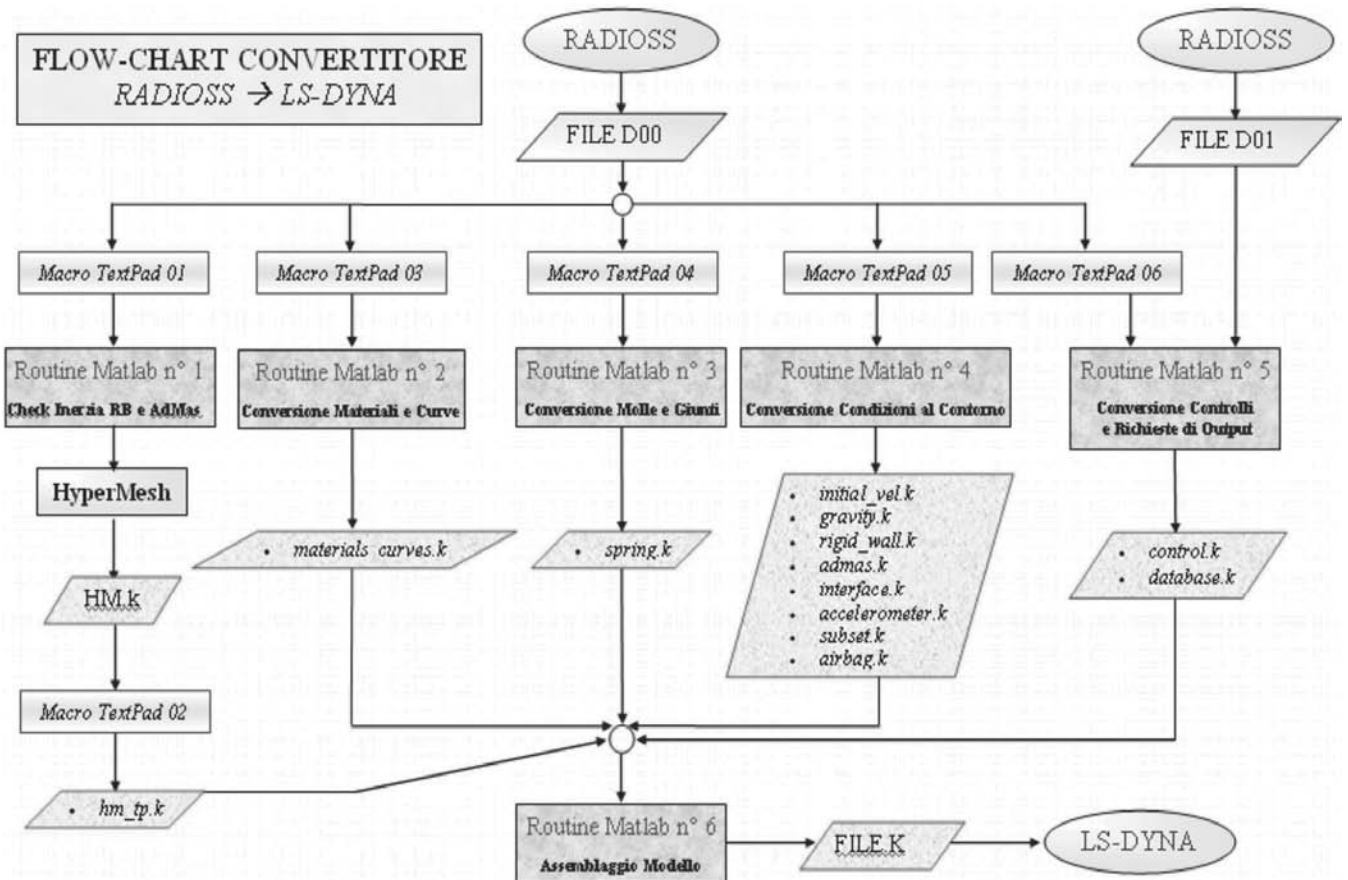 FLOW-CHART CONVERTITORE
RADIOSS → LS-DYNA
RADIOSS
RADIOSS
FILE D00
FILE D01
Macro TextPad 01
Macro TextPad 03
Macro TextPad 04
Macro TextPad 05
Macro TextPad 06
Routine Matlab n° 1
Check Inerzia RB e AdMas
Routine Matlab n° 2
Conversione Materiali e Curve
Routine Matlab n° 3
Conversione Molle e Giunti
Routine Matlab n° 4
Conversione Condizioni al Contorno
Routine Matlab n° 5
Conversione Controlli
e Richieste di Output
HyperMesh
HM.k
Macro TextPad 02
• hm_tp.k
• materials_curves.k
• spring.k
• initial_vel.k
• gravity.k
• rigid_wall.k
• admas.k
• interface.k
• accelerometer.k
• subset.k
• airbag.k
• control.k
• database.k
Routine Matlab n° 6
Assemblaggio Modello
FILE.K
LS-DYNA